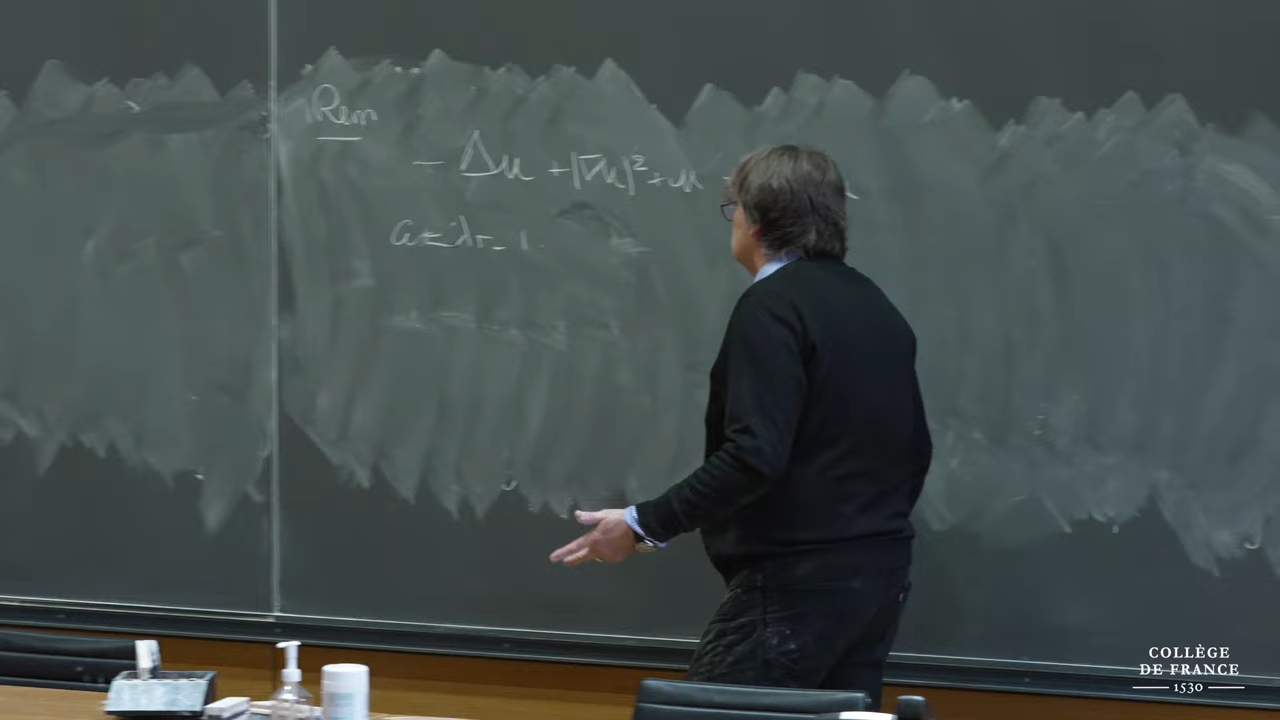 Rem
− Δu + |∇u|² + u
COLLÈGE
DE FRANCE
1530